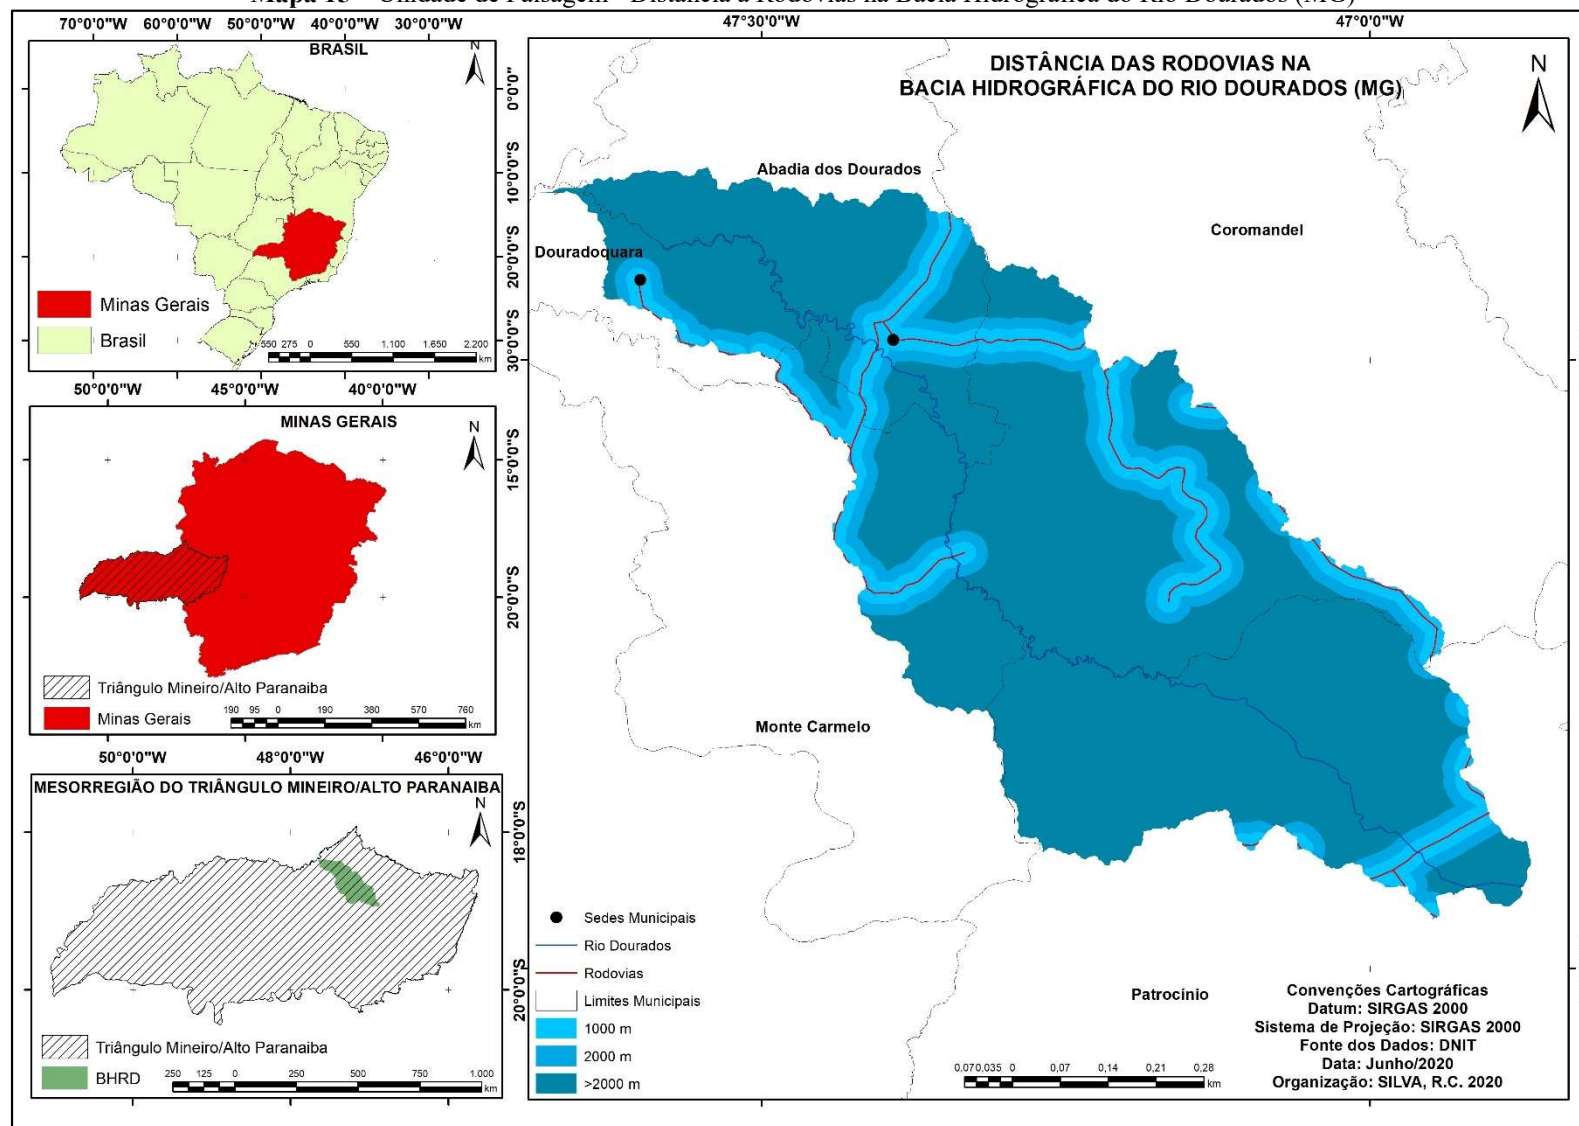 Mapa 15 – Unidade de Paisagem - Distância a Rodovias na Bacia Hidrográfica do Rio Dourados (MG)
70°0'0"W 60°0'0"W 50°0'0"W 40°0'0"W 30°0'0"W
BRASIL
N
0°0'0"
10°0'0"S
20°0'0"S
30°0'0"S
Minas Gerais
Brasil
550 275 0 550 1.100 1.650 2.200
km
50°0'0"W 45°0'0"W 40°0'0"W
MINAS GERAIS
N
15°0'0"S
20°0'0"S
Triângulo Mineiro/Alto Paranaiba
Minas Gerais
190 95 0 190 380 570 760
km
50°0'0"W 48°0'0"W 46°0'0"W
MESORREGIÃO DO TRIÂNGULO MINEIRO/ALTO PARANAIBA
N
18°0'0"S
20°0'0"S
Triângulo Mineiro/Alto Paranaiba
BHRD
250 125 0 250 500 750 1.000
km
47°30'0"W 47°0'0"W
DISTÂNCIA DAS RODOVIAS NA
BACIA HIDROGRÁFICA DO RIO DOURADOS (MG)
N
Abadia dos Dourados
Coromandel
Douradoquara
Monte Carmelo
Patrocínio
Sedes Municipais
Rio Dourados
Rodovias
Limites Municipais
1000 m
2000 m
>2000 m
0,07 0,035 0 0,07 0,14 0,21 0,28
km
Convenções Cartográficas
Datum: SIRGAS 2000
Sistema de Projeção: SIRGAS 2000
Fonte dos Dados: DNIT
Data: Junho/2020
Organização: SILVA, R.C. 2020